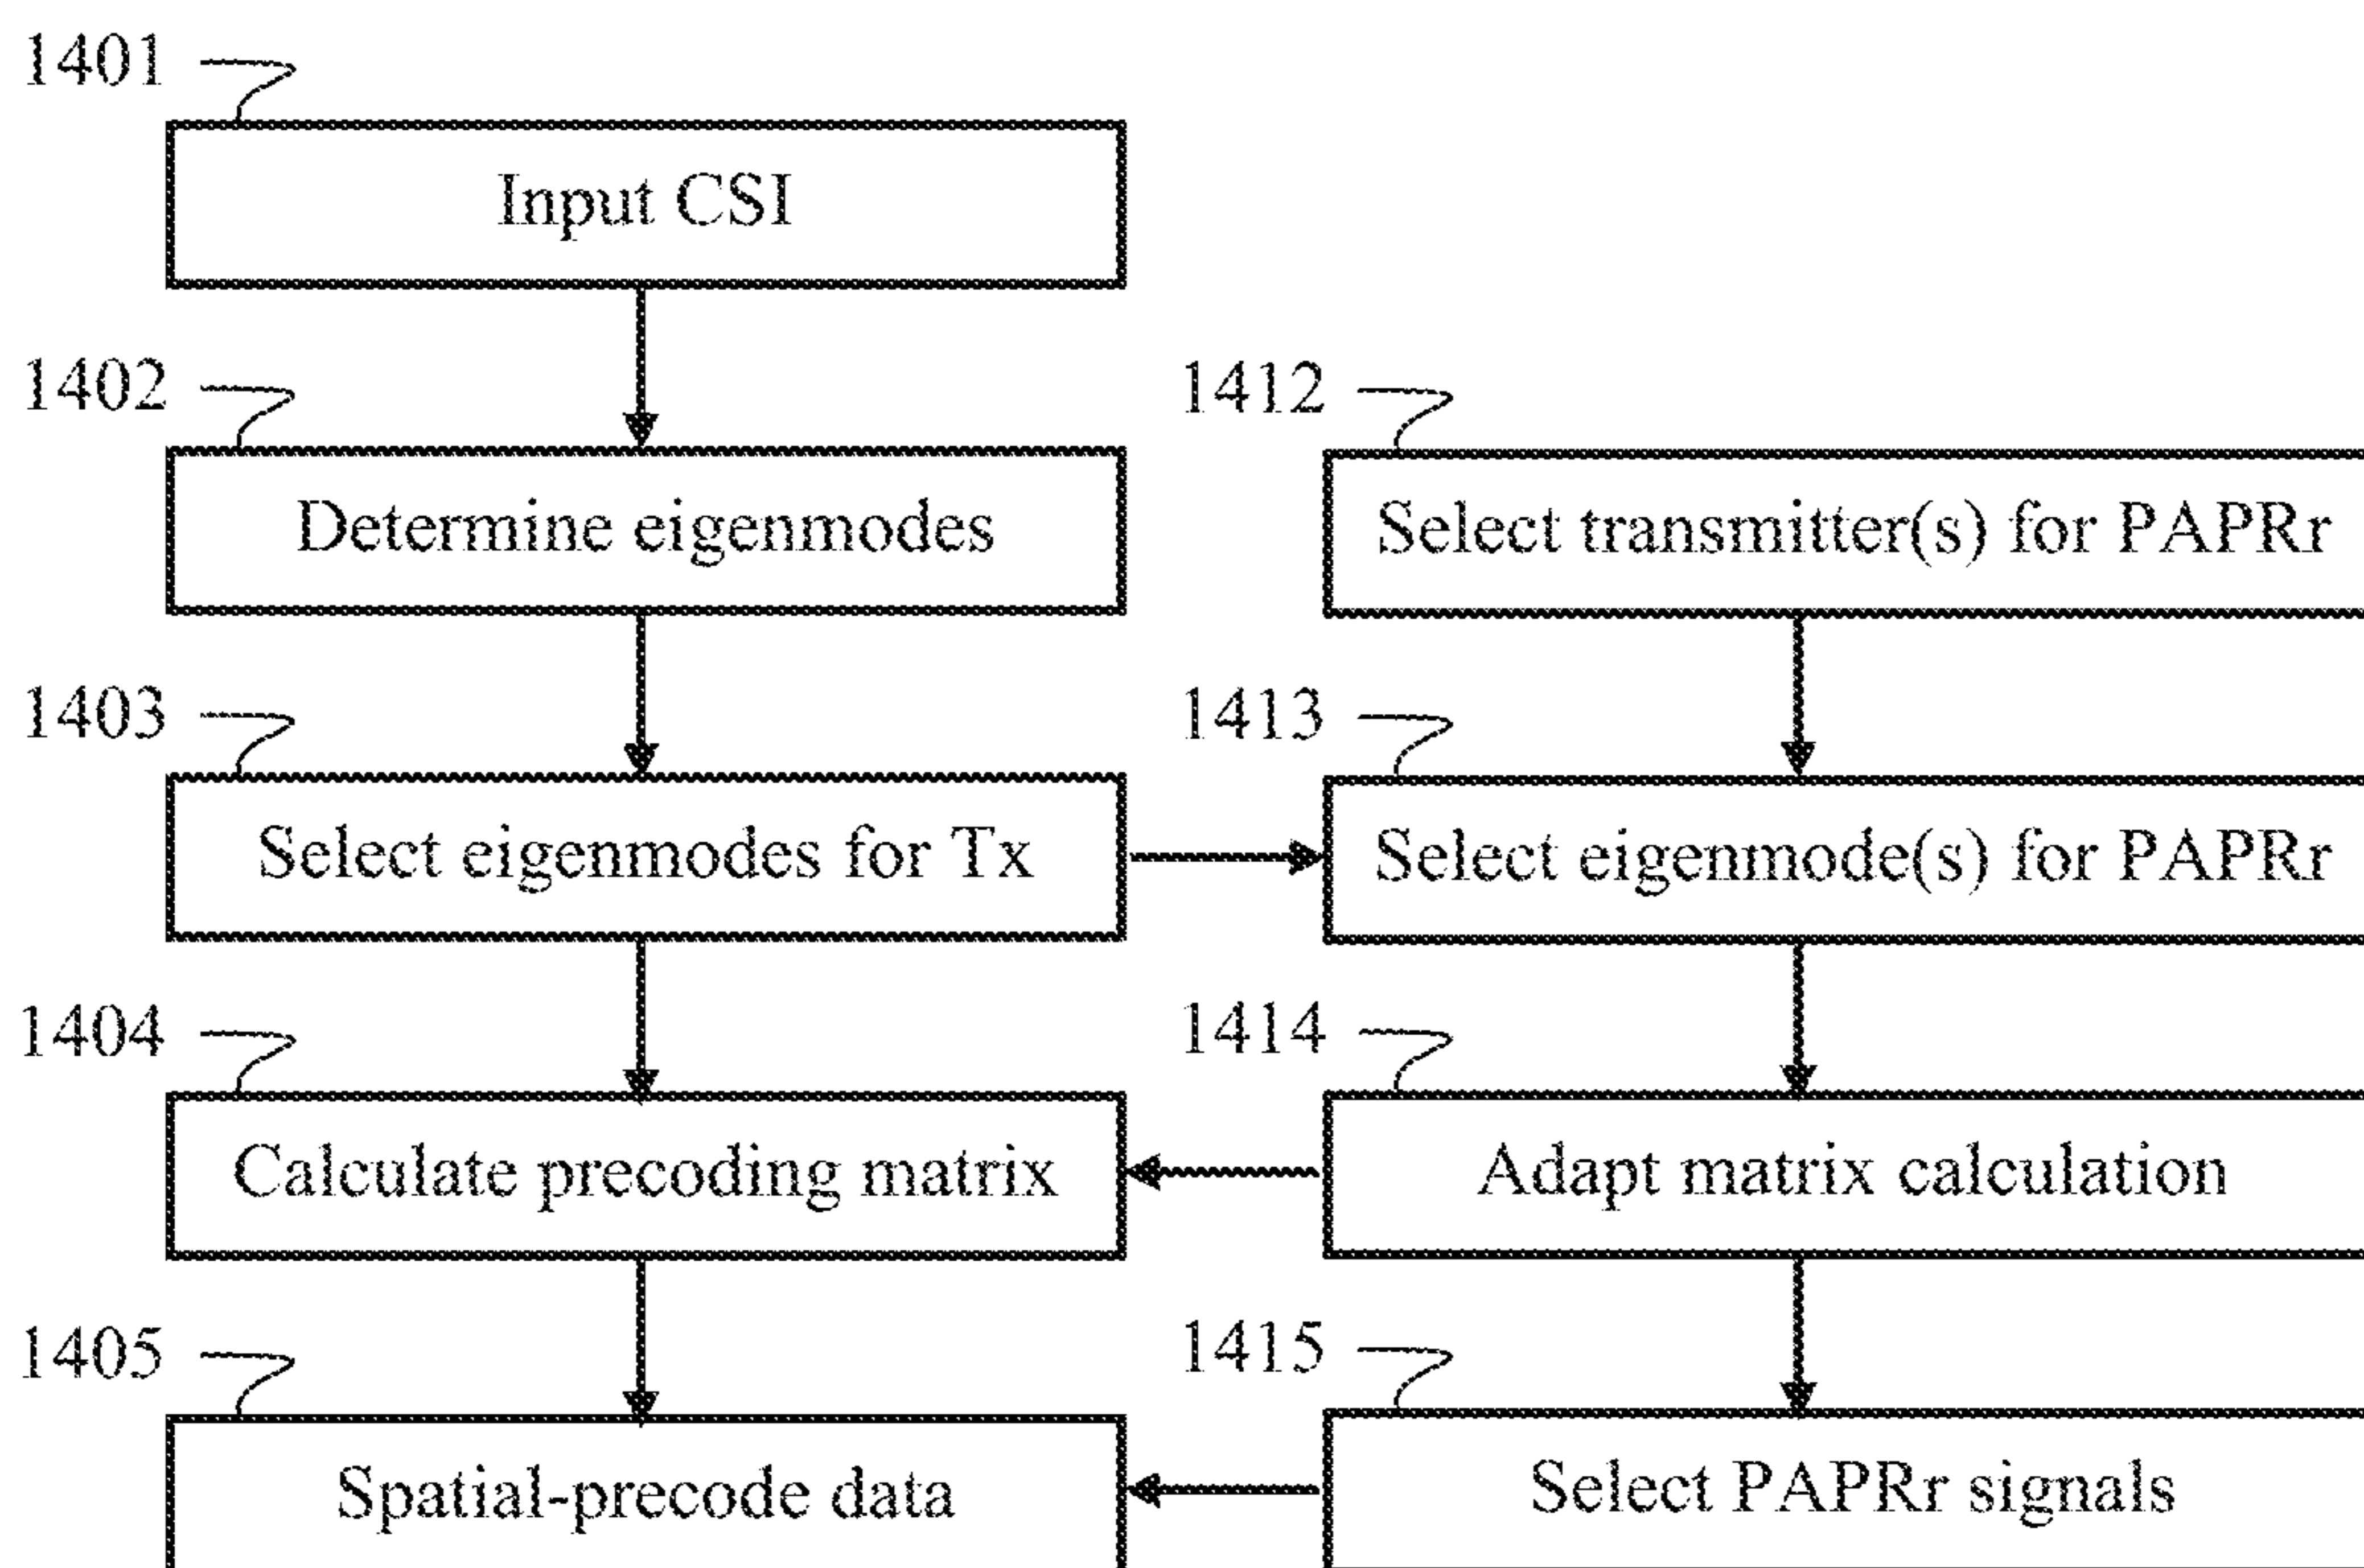 1401
Input CSI
1402
Determine eigenmodes
1412
Select transmitter(s) for PAPRr
1403
Select eigenmodes for Tx
1413
Select eigenmode(s) for PAPRr
1404
Calculate precoding matrix
1414
Adapt matrix calculation
1405
Spatial-precode data
1415
Select PAPRr signals